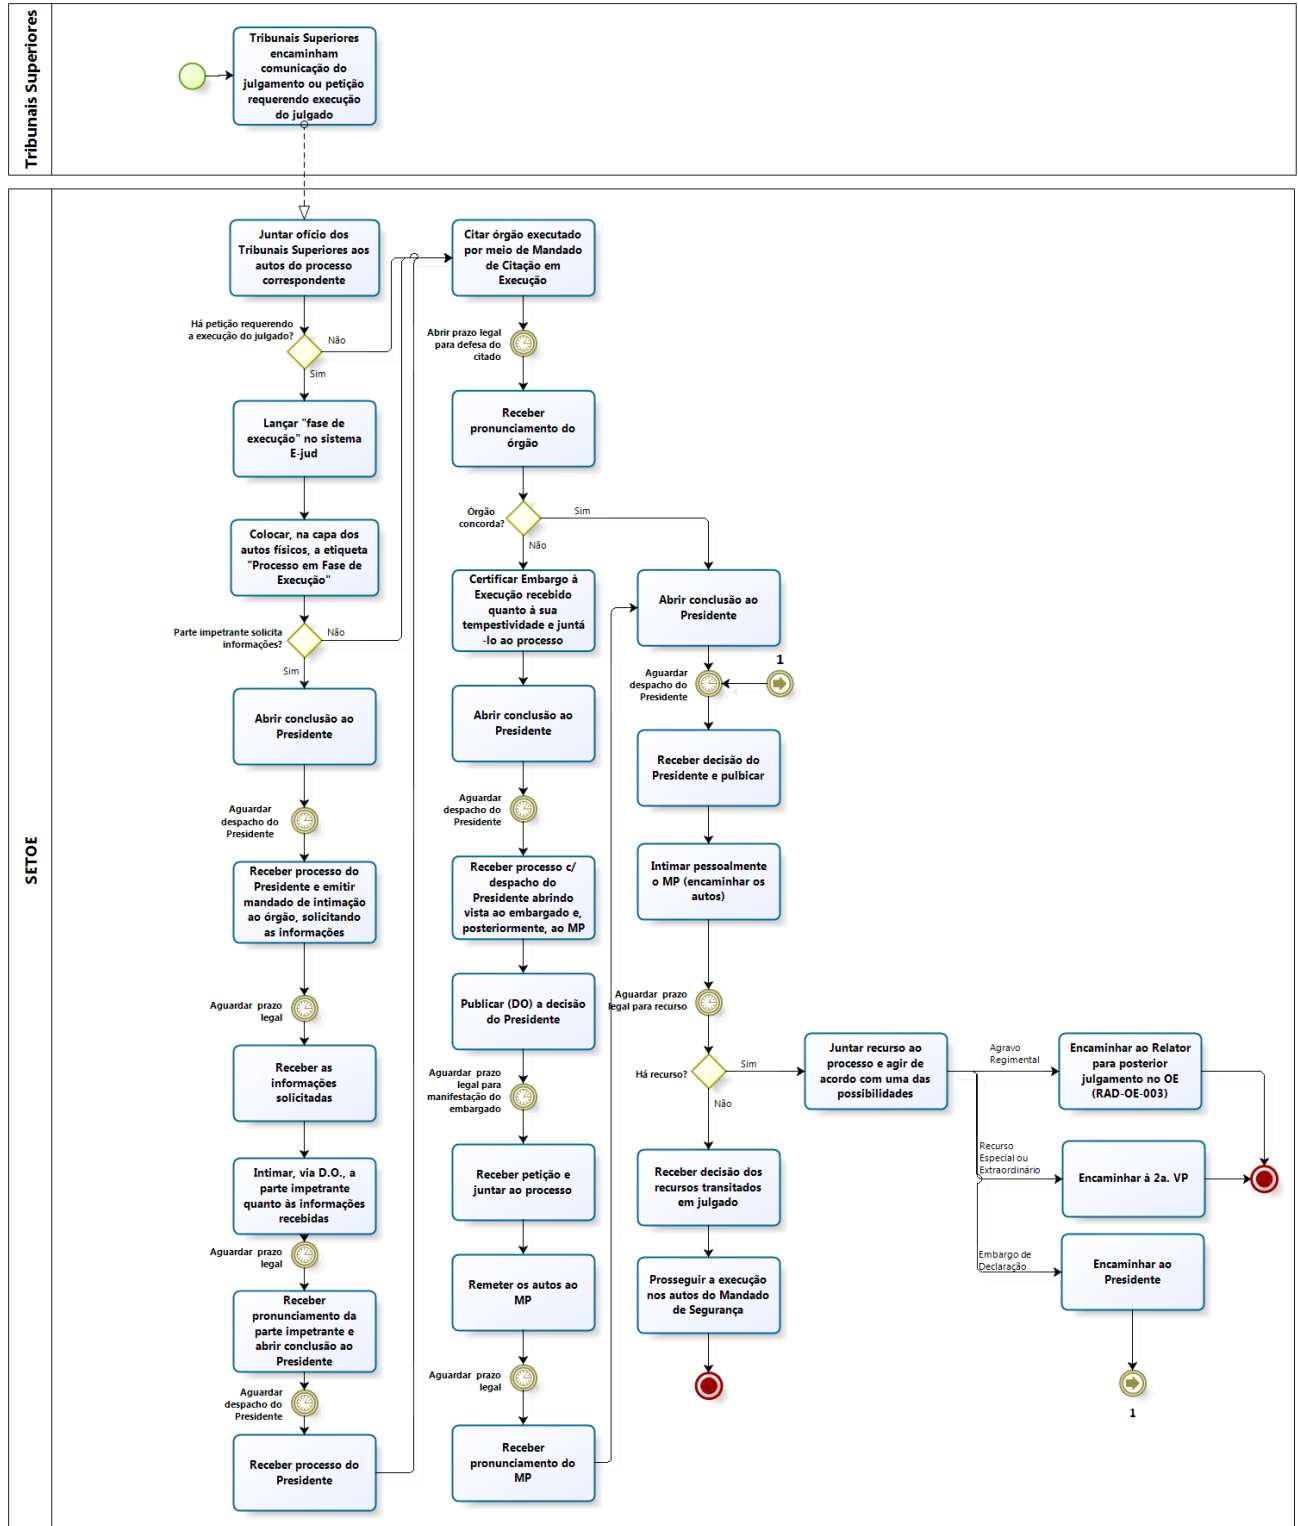 Tribunais Superiores
Tribunais Superiores
encaminham
comunicação do
julgamento ou petição
requerendo execução
do julgado
SETOE
Juntar ofício dos
Tribunais Superiores aos
autos do processo
correspondente
Há petição requerendo
a execução do julgado?
Não
Sim
Lançar "fase de
execução" no sistema
E-jud
Colocar, na capa dos
autos físicos, a etiqueta
"Processo em Fase de
Execução"
Parte impetrante solicita
informações?
Não
Sim
Abrir conclusão ao
Presidente
Aguardar
despacho do
Presidente
Receber processo do
Presidente e emitir
mandado de intimação
ao órgão, solicitando
as informações
Aguardar prazo
legal
Receber as
informações
solicitadas
Intimar, via D.O., a
parte impetrante
quanto às informações
recebidas
Aguardar prazo
legal
Receber
pronunciamento da
parte impetrante e
abrir conclusão ao
Presidente
Aguardar
despacho do
Presidente
Receber processo do
Presidente
Citar órgão executado
por meio de Mandado
de Citação em
Execução
Abrir prazo legal
para defesa do
citado
Receber
pronunciamento do
órgão
Órgão
concorda?
Sim
Não
Certificar Embargo à
Execução recebido
quanto à sua
tempestividade e juntá
-lo ao processo
Abrir conclusão ao
Presidente
Aguardar
despacho do
Presidente
Receber processo c/
despacho do
Presidente abrindo
vista ao embargado e,
posteriormente, ao MP
Publicar (DO) a decisão
do Presidente
Aguardar prazo
legal para
manifestação do
embargado
Receber petição e
juntar ao processo
Remeter os autos ao
MP
Aguardar prazo
legal
Receber
pronunciamento do
MP
Abrir conclusão ao
Presidente
Aguardar
despacho do
Presidente
1
Receber decisão do
Presidente e pulbicar
Intimar pessoalmente
o MP (encaminhar os
autos)
Aguardar prazo
legal para recurso
Há recurso?
Sim
Não
Receber decisão dos
recursos transitados
em julgado
Prosseguir a execução
nos autos do Mandado
de Segurança
Juntar recurso ao
processo e agir de
acordo com uma das
possibilidades
Agravo
Regimental
Encaminhar ao Relator
para posterior
julgamento no OE
(RAD-OE-003)
Recurso
Especial ou
Extraordinário
Encaminhar à 2a. VP
Embargo de
Declaração
Encaminhar ao
Presidente
1